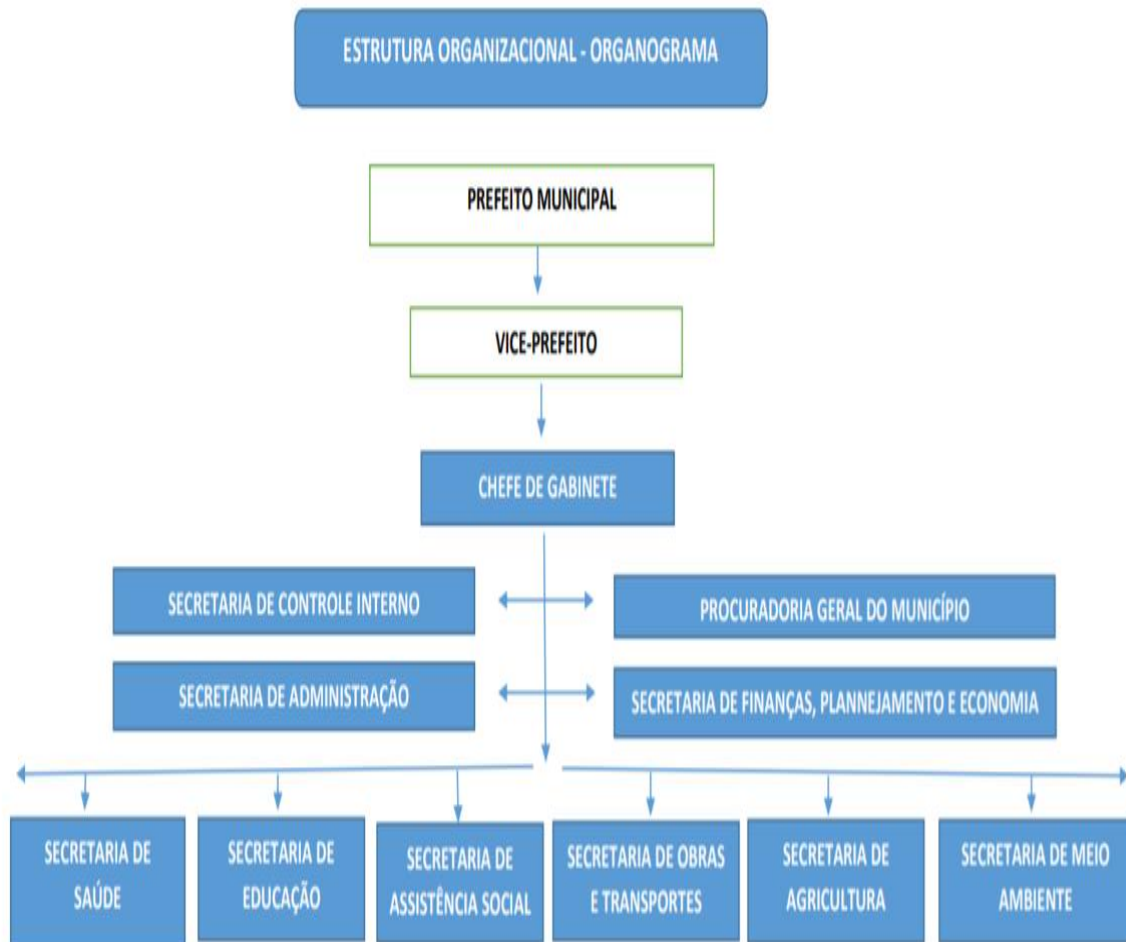 ESTRUTURA ORGANIZACIONAL - ORGANOGRAMA
PREFEITO MUNICIPAL
VICE-PREFEITO
CHEFE DE GABINETE
SECRETARIA DE CONTROLE INTERNO
PROCURADORIA GERAL DO MUNICÍPIO
SECRETARIA DE ADMINISTRAÇÃO
SECRETARIA DE FINANÇAS, PLANNEJAMENTO E ECONOMIA
SECRETARIA DE
SAÚDE
SECRETARIA DE
EDUCAÇÃO
SECRETARIA DE
ASSISTÊNCIA SOCIAL
SECRETARIA DE OBRAS
E TRANSPORTES
SECRETARIA DE
AGRICULTURA
SECRETARIA DE MEIO
AMBIENTE